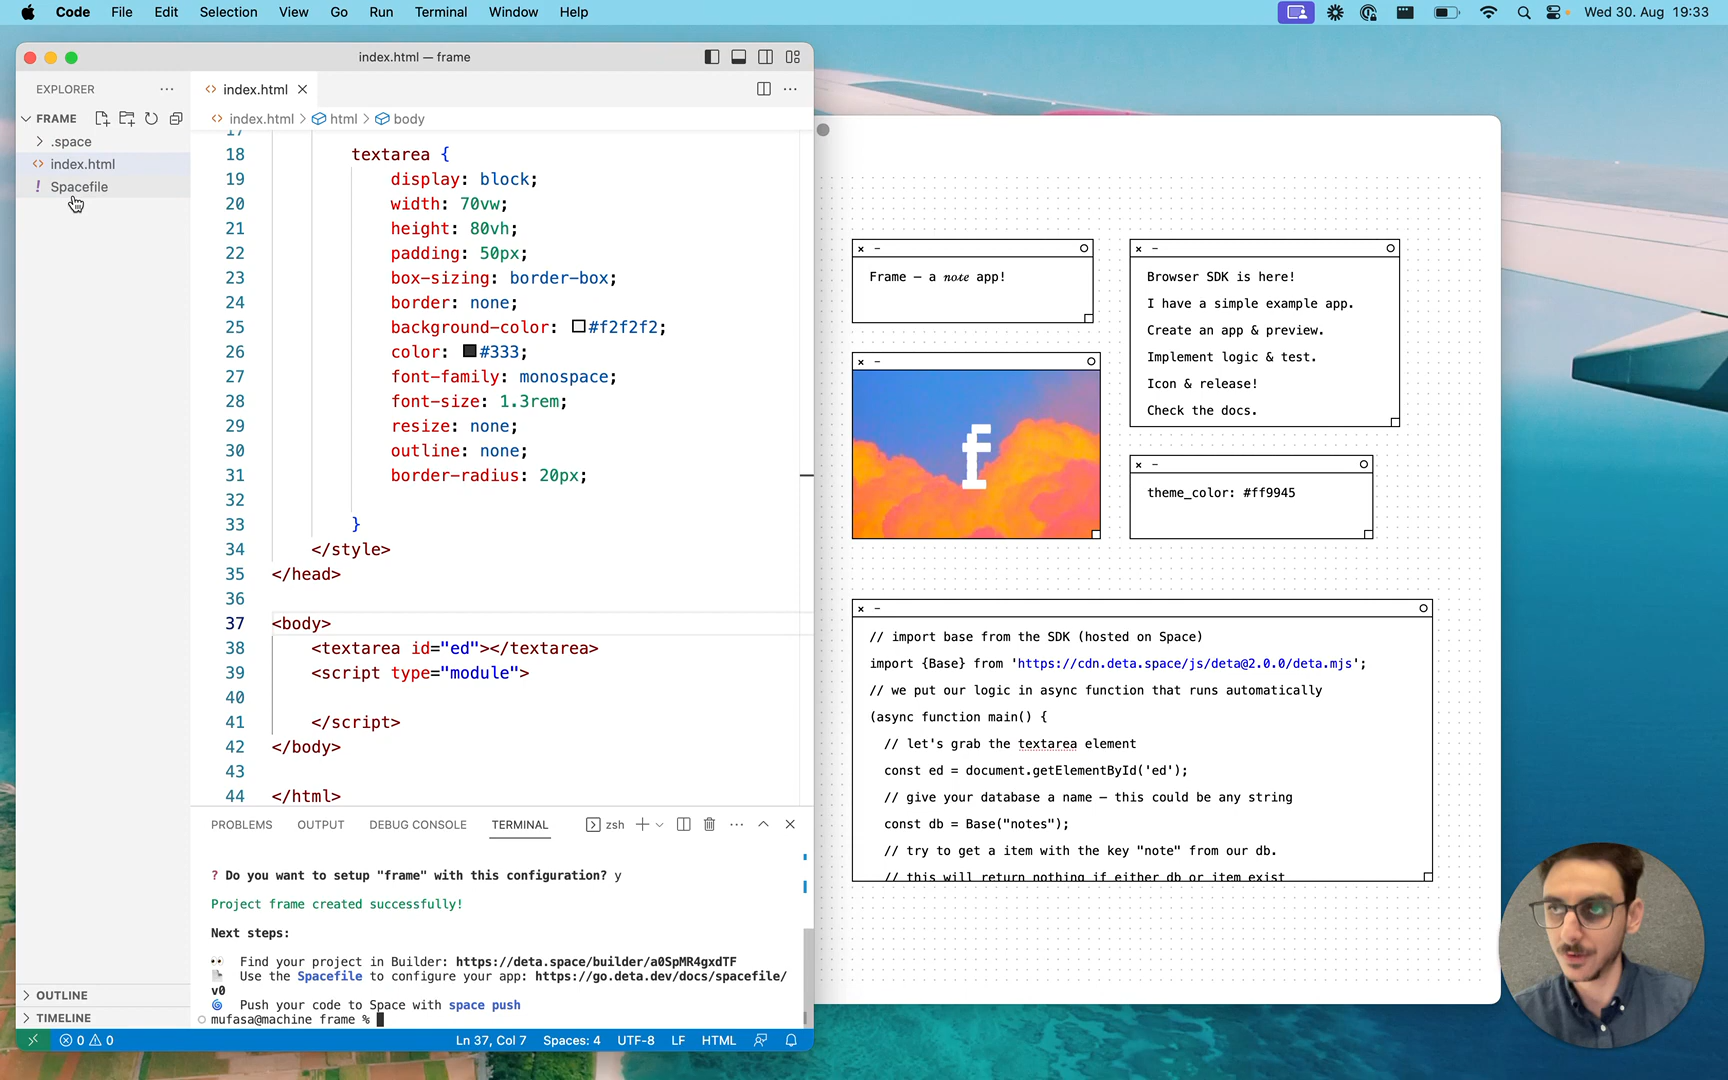 Code File Edit Selection View Go Run Terminal Window Help
Wed 30. Aug 19:33
index.html — frame
EXPLORER
index.html
FRAME
index.html > html > body
.space
index.html
Spacefile
17
18 textarea {
19 display: block;
20 width: 70vw;
21 height: 80vh;
22 padding: 50px;
23 box-sizing: border-box;
24 border: none;
25 background-color: #f2f2f2;
26 color: #333;
27 font-family: monospace;
28 font-size: 1.3rem;
29 resize: none;
30 outline: none;
31 border-radius: 20px;
32
33 }
34 </style>
35 </head>
36
37 <body>
38 <textarea id="ed"></textarea>
39 <script type="module">
40
41 </script>
42 </body>
43
44 </html>
PROBLEMS OUTPUT DEBUG CONSOLE TERMINAL zsh
? Do you want to setup "frame" with this configuration? y
Project frame created successfully!
Next steps:
Find your project in Builder: https://deta.space/builder/a0SpMR4gxdTF
Use the Spacefile to configure your app: https://go.deta.dev/docs/spacefile/
v0
Push your code to Space with space push
mufasa@machine frame %
OUTLINE
TIMELINE
0 0 Ln 37, Col 7 Spaces: 4 UTF-8 LF HTML
Frame — a note app!
Browser SDK is here!
I have a simple example app.
Create an app & preview.
Implement logic & test.
Icon & release!
Check the docs.
f
theme_color: #ff9945
// import base from the SDK (hosted on Space)
import {Base} from 'https://cdn.deta.space/js/deta@2.0.0/deta.mjs';
// we put our logic in async function that runs automatically
(async function main() {
// let's grab the textarea element
const ed = document.getElementById('ed');
// give your database a name — this could be any string
const db = Base("notes");
// try to get a item with the key "note" from our db.
// this will return nothing if either db or item exist